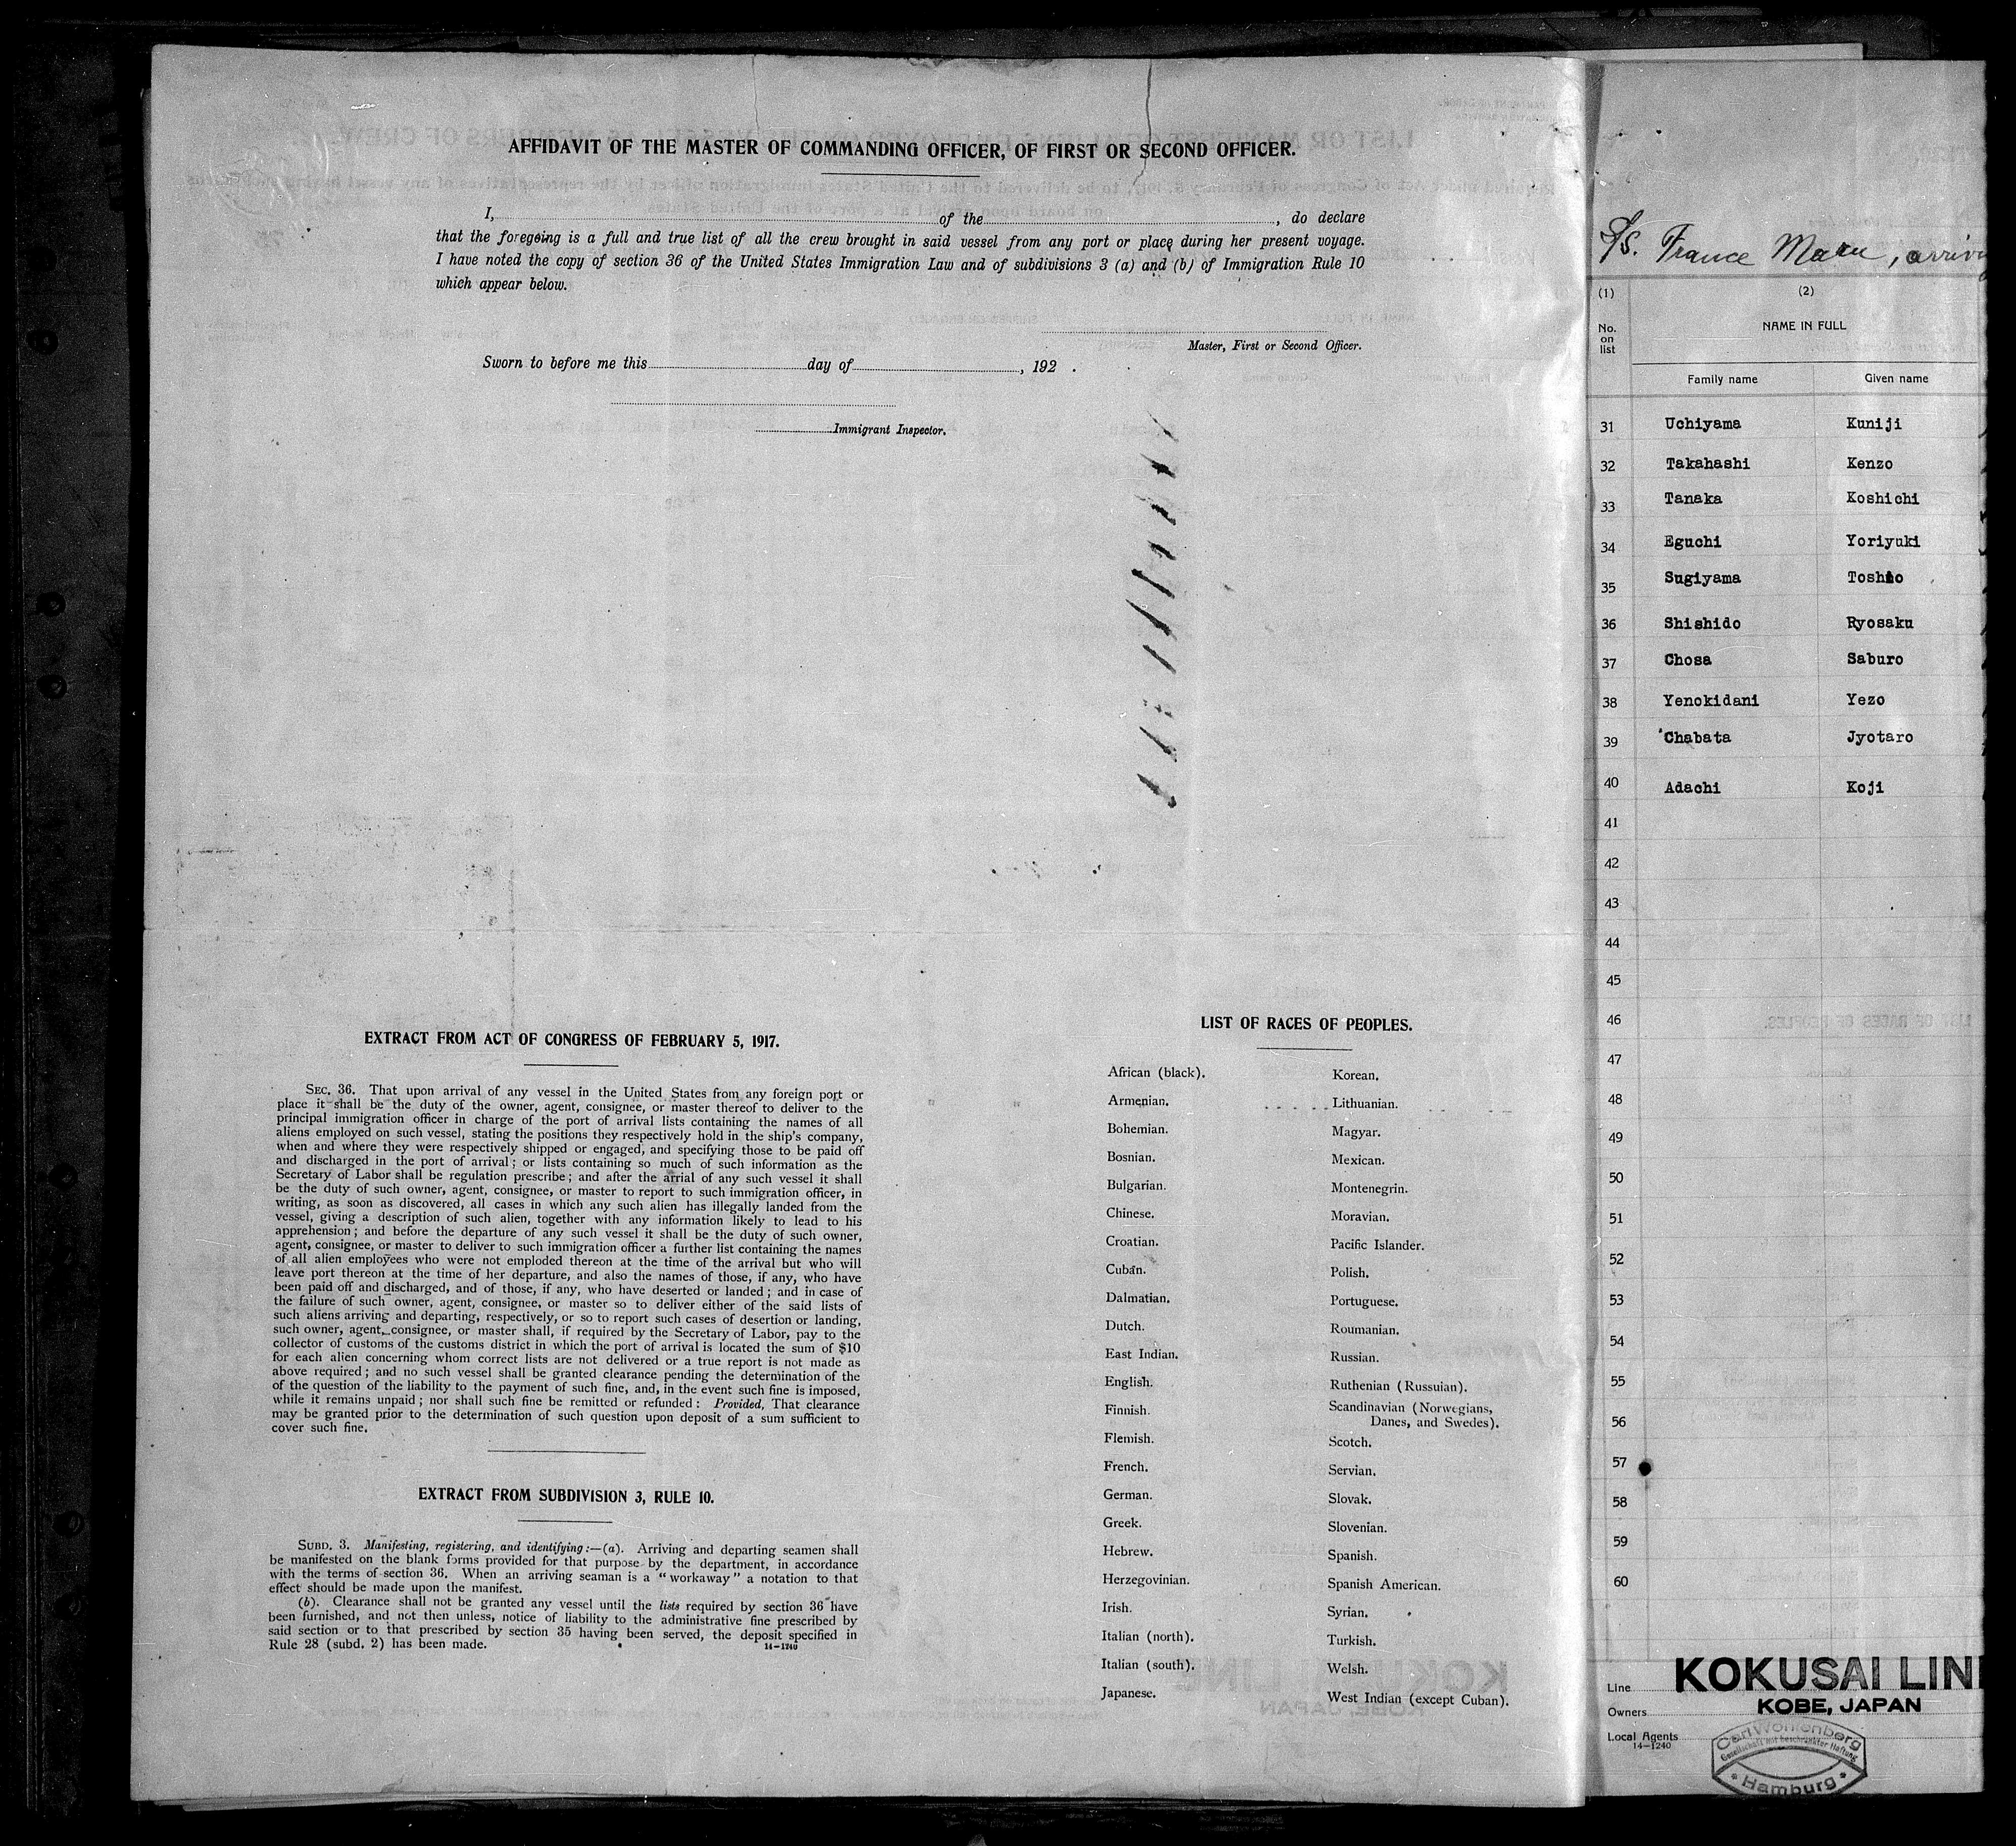 AFFIDAVIT OF THE MASTER OF COMMANDING OFFICER, OF FIRST OR SECOND OFFICER.
I, of the , do declare
that the foregoing is a full and true list of all the crew brought in said vessel from any port or place during her present voyage.
I have noted the copy of section 36 of the United States Immigration Law and of subdivisions 3 (a) and (b) of Immigration Rule 10
which appear below.
Master, First or Second Officer.
Sworn to before me this day of , 192 .
Immigrant Inspector.
EXTRACT FROM ACT OF CONGRESS OF FEBRUARY 5, 1917.
SEC. 36. That upon arrival of any vessel in the United States from any foreign port or
place it shall be the duty of the owner, agent, consignee, or master thereof to deliver to the
principal immigration officer in charge of the port of arrival lists containing the names of all
aliens employed on such vessel, stating the positions they respectively hold in the ship's company,
when and where they were respectively shipped or engaged, and specifying those to be paid off
and discharged in the port of arrival; or lists containing so much of such information as the
Secretary of Labor shall be regulation prescribe; and after the arrial of any such vessel it shall
be the duty of such owner, agent, consignee, or master to report to such immigration officer, in
writing, as soon as discovered, all cases in which any such alien has illegally landed from the
vessel, giving a description of such alien, together with any information likely to lead to his
apprehension; and before the departure of any such vessel it shall be the duty of such owner,
agent, consignee, or master to deliver to such immigration officer a further list containing the names
of all alien employees who were not emploded thereon at the time of the arrival but who will
leave port thereon at the time of her departure, and also the names of those, if any, who have
been paid off and discharged, and of those, if any, who have deserted or landed; and in case of
the failure of such owner, agent, consignee, or master so to deliver either of the said lists of
such aliens arriving and departing, respectively, or so to report such cases of desertion or landing,
such owner, agent, consignee, or master shall, if required by the Secretary of Labor, pay to the
collector of customs of the customs district in which the port of arrival is located the sum of $10
for each alien concerning whom correct lists are not delivered or a true report is not made as
above required; and no such vessel shall be granted clearance pending the determination of the
of the question of the liability to the payment of such fine, and, in the event such fine is imposed,
while it remains unpaid; nor shall such fine be remitted or refunded: Provided, That clearance
may be granted prior to the determination of such question upon deposit of a sum sufficient to
cover such fine.
EXTRACT FROM SUBDIVISION 3, RULE 10.
SUBD. 3. Manifesting, registering, and identifying:—(a). Arriving and departing seamen shall
be manifested on the blank forms provided for that purpose by the department, in accordance
with the terms of section 36. When an arriving seaman is a "workaway" a notation to that
effect should be made upon the manifest.
(b). Clearance shall not be granted any vessel until the lists required by section 36 have
been furnished, and not then unless, notice of liability to the administrative fine prescribed by
said section or to that prescribed by section 35 having been served, the deposit specified in
Rule 28 (subd. 2) has been made.
14—1240
LIST OF RACES OF PEOPLES.
African (black).
Armenian.
Bohemian.
Bosnian.
Bulgarian.
Chinese.
Croatian.
Cuban.
Dalmatian.
Dutch.
East Indian.
English.
Finnish.
Flemish.
French.
German.
Greek.
Hebrew.
Herzegovinian.
Irish.
Italian (north).
Italian (south).
Japanese.
Korean.
Lithuanian.
Magyar.
Mexican.
Montenegrin.
Moravian.
Pacific Islander.
Polish.
Portuguese.
Roumanian.
Russian.
Ruthenian (Russuian).
Scandinavian (Norwegians,
Danes, and Swedes).
Scotch.
Servian.
Slovak.
Slovenian.
Spanish.
Spanish American.
Syrian.
Turkish.
Welsh.
West Indian (except Cuban).
S/S. France Maru, arrivi
(1) (2)
No. on list
NAME IN FULL
Family name Given name
31 Uchiyama Kuniji
32 Takahashi Kenzo
33 Tanaka Koshichi
34 Eguchi Yoriyuki
35 Sugiyama Toshio
36 Shishido Ryosaku
37 Chosa Saburo
38 Yenokidani Yezo
39 Chabata Jyotaro
40 Adachi Koji
41
42
43
44
45
46
47
48
49
50
51
52
53
54
55
56
57
58
59
60
Line KOKUSAI LIN
Owners KOBE, JAPAN
Local Agents
14—1240
Carl Wohlenberg
Gesellschaft mit beschränkter Haftung
Hamburg